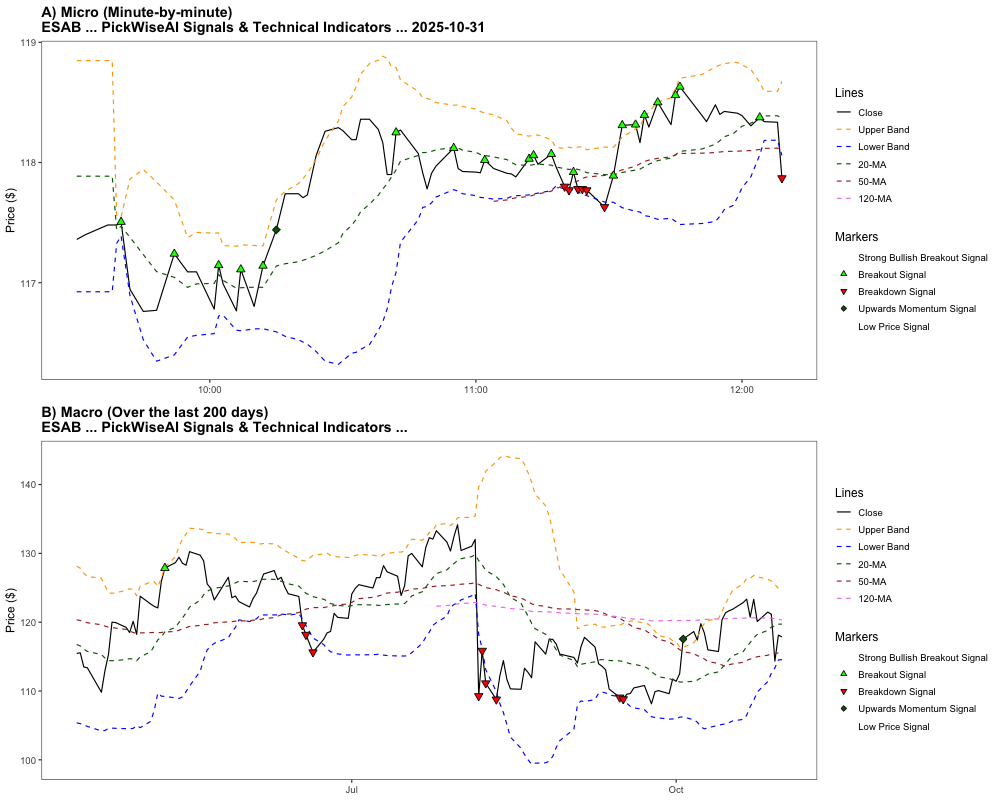 A) Micro (Minute-by-minute)
ESAB ... PickWiseAI Signals & Technical Indicators ... 2025-10-31
119
118
117
Price ($)
10:00
11:00
12:00
Lines
Close
Upper Band
Lower Band
20-MA
50-MA
120-MA
Markers
Strong Bullish Breakout Signal
Breakout Signal
Breakdown Signal
Upwards Momentum Signal
Low Price Signal
B) Macro (Over the last 200 days)
ESAB ... PickWiseAI Signals & Technical Indicators ...
140
130
120
110
100
Price ($)
Jul
Oct
Lines
Close
Upper Band
Lower Band
20-MA
50-MA
120-MA
Markers
Strong Bullish Breakout Signal
Breakout Signal
Breakdown Signal
Upwards Momentum Signal
Low Price Signal